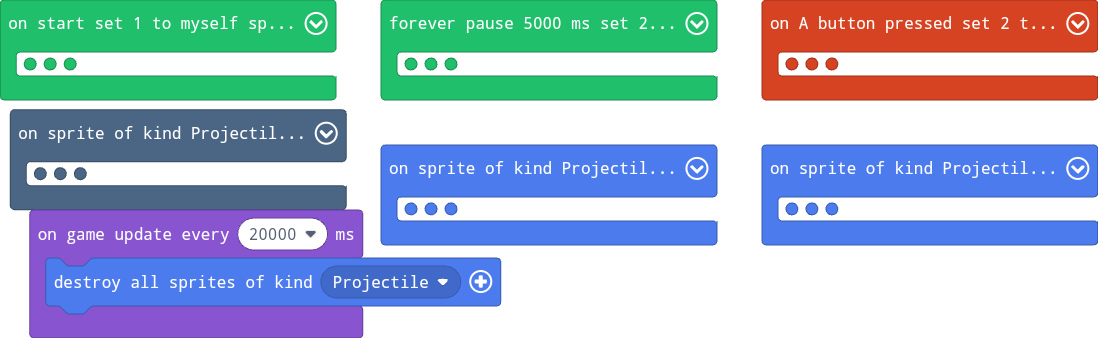 on start set 1 to myself sp...
forever pause 5000 ms set 2...
on A button pressed set 2 t...
on sprite of kind Projectil...
on sprite of kind Projectil...
on sprite of kind Projectil...
on game update every 20000 ms
destroy all sprites of kind Projectile